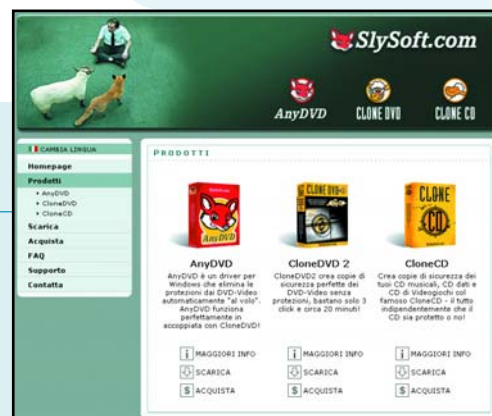 SlySoft.com
AnyDVD CLONE DVD CLONE CD
CAMBIA LINGUA
Homepage
Prodotti
AnyDVD
CloneDVD
CloneCD
Scarica
Acquista
FAQ
Supporto
Contatta
PRODOTTI
AnyDVD
CLONE DVD
CLONE
CD
AnyDVD
AnyDVD è un driver per
Windows che elimina le
protezioni dai DVD-Video
automaticamente "al volo".
AnyDVD funziona
perfettamente in
accoppiata con CloneDVD!
MAGGIORI INFO
SCARICA
$ ACQUISTA
CloneDVD 2
CloneDVD2 crea copie di
sicurezza perfette dei
DVD-Video senza
protezioni, bastano solo 3
click e circa 20 minuti!
MAGGIORI INFO
SCARICA
$ ACQUISTA
CloneCD
Crea copie di sicurezza dei
tuoi CD musicali, CD dati e
CD di Videogiochi col
famoso CloneCD - il tutto
indipendentemente che il
CD sia protetto o no!
MAGGIORI INFO
SCARICA
$ ACQUISTA